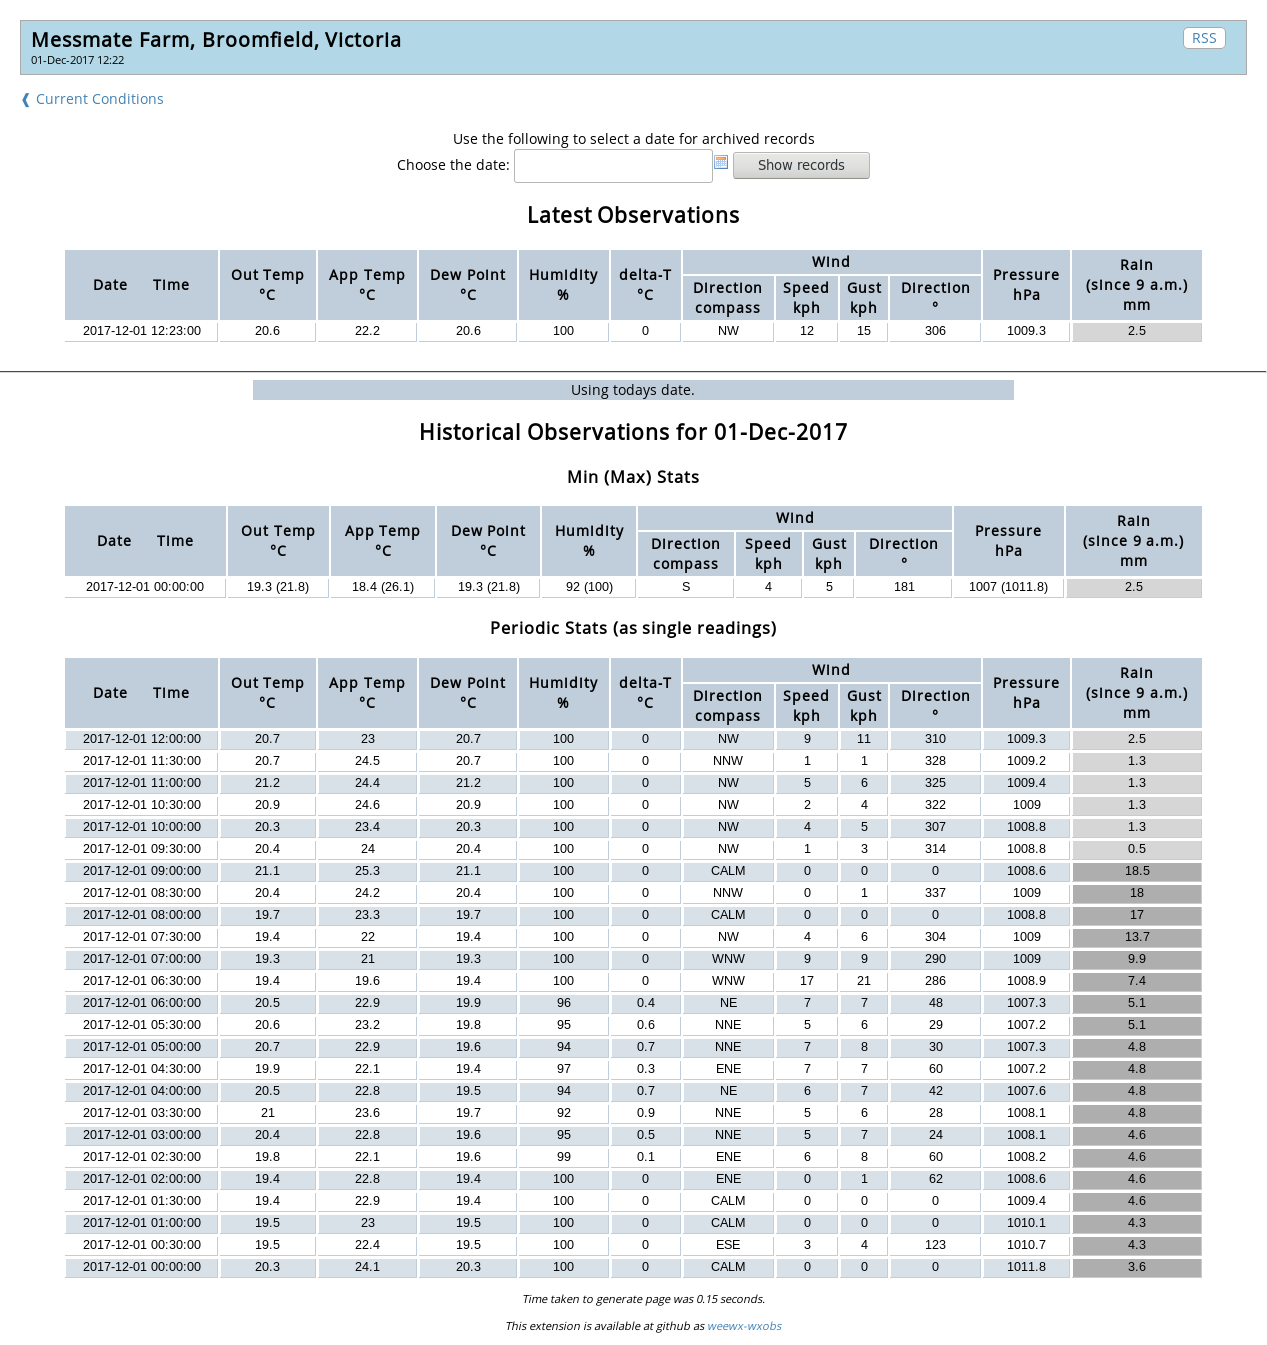 Messmate Farm, Broomfield, Victoria
RSS
01-Dec-2017 12:22
❰ Current Conditions
Use the following to select a date for archived records
Choose the date: Show records
Latest Observations
Date Time Out Temp °C App Temp °C Dew Point °C Humidity % delta-T °C Wind Pressure hPa Rain (since 9 a.m.) mm
Direction compass Speed kph Gust kph Direction °
2017-12-01 12:23:00 20.6 22.2 20.6 100 0 NW 12 15 306 1009.3 2.5
Using todays date.
Historical Observations for 01-Dec-2017
Min (Max) Stats
Date Time Out Temp °C App Temp °C Dew Point °C Humidity % Wind Pressure hPa Rain (since 9 a.m.) mm
Direction compass Speed kph Gust kph Direction °
2017-12-01 00:00:00 19.3 (21.8) 18.4 (26.1) 19.3 (21.8) 92 (100) S 4 5 181 1007 (1011.8) 2.5
Periodic Stats (as single readings)
Date Time Out Temp °C App Temp °C Dew Point °C Humidity % delta-T °C Wind Pressure hPa Rain (since 9 a.m.) mm
Direction compass Speed kph Gust kph Direction °
2017-12-01 12:00:00 20.7 23 20.7 100 0 NW 9 11 310 1009.3 2.5
2017-12-01 11:30:00 20.7 24.5 20.7 100 0 NNW 1 1 328 1009.2 1.3
2017-12-01 11:00:00 21.2 24.4 21.2 100 0 NW 5 6 325 1009.4 1.3
2017-12-01 10:30:00 20.9 24.6 20.9 100 0 NW 2 4 322 1009 1.3
2017-12-01 10:00:00 20.3 23.4 20.3 100 0 NW 4 5 307 1008.8 1.3
2017-12-01 09:30:00 20.4 24 20.4 100 0 NW 1 3 314 1008.8 0.5
2017-12-01 09:00:00 21.1 25.3 21.1 100 0 CALM 0 0 0 1008.6 18.5
2017-12-01 08:30:00 20.4 24.2 20.4 100 0 NNW 0 1 337 1009 18
2017-12-01 08:00:00 19.7 23.3 19.7 100 0 CALM 0 0 0 1008.8 17
2017-12-01 07:30:00 19.4 22 19.4 100 0 NW 4 6 304 1009 13.7
2017-12-01 07:00:00 19.3 21 19.3 100 0 WNW 9 9 290 1009 9.9
2017-12-01 06:30:00 19.4 19.6 19.4 100 0 WNW 17 21 286 1008.9 7.4
2017-12-01 06:00:00 20.5 22.9 19.9 96 0.4 NE 7 7 48 1007.3 5.1
2017-12-01 05:30:00 20.6 23.2 19.8 95 0.6 NNE 5 6 29 1007.2 5.1
2017-12-01 05:00:00 20.7 22.9 19.6 94 0.7 NNE 7 8 30 1007.3 4.8
2017-12-01 04:30:00 19.9 22.1 19.4 97 0.3 ENE 7 7 60 1007.2 4.8
2017-12-01 04:00:00 20.5 22.8 19.5 94 0.7 NE 6 7 42 1007.6 4.8
2017-12-01 03:30:00 21 23.6 19.7 92 0.9 NNE 5 6 28 1008.1 4.8
2017-12-01 03:00:00 20.4 22.8 19.6 95 0.5 NNE 5 7 24 1008.1 4.6
2017-12-01 02:30:00 19.8 22.1 19.6 99 0.1 ENE 6 8 60 1008.2 4.6
2017-12-01 02:00:00 19.4 22.8 19.4 100 0 ENE 0 1 62 1008.6 4.6
2017-12-01 01:30:00 19.4 22.9 19.4 100 0 CALM 0 0 0 1009.4 4.6
2017-12-01 01:00:00 19.5 23 19.5 100 0 CALM 0 0 0 1010.1 4.3
2017-12-01 00:30:00 19.5 22.4 19.5 100 0 ESE 3 4 123 1010.7 4.3
2017-12-01 00:00:00 20.3 24.1 20.3 100 0 CALM 0 0 0 1011.8 3.6
Time taken to generate page was 0.15 seconds.
This extension is available at github as weewx-wxobs